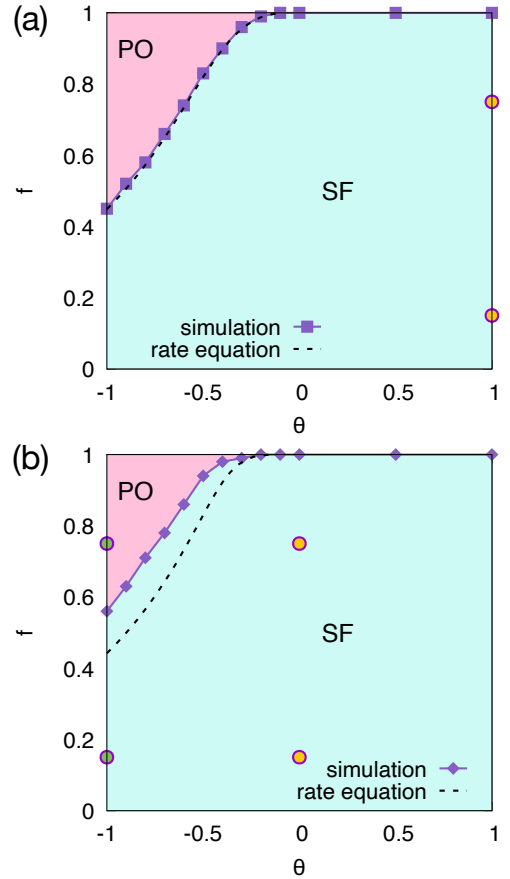 (a)
1
PO
0.8
0.6
f
SF
0.4
0.2
simulation
rate equation
0
-1 -0.5 0 0.5 1
θ
(b)
1
PO
0.8
0.6
f
SF
0.4
0.2
simulation
rate equation
0
-1 -0.5 0 0.5 1
θ